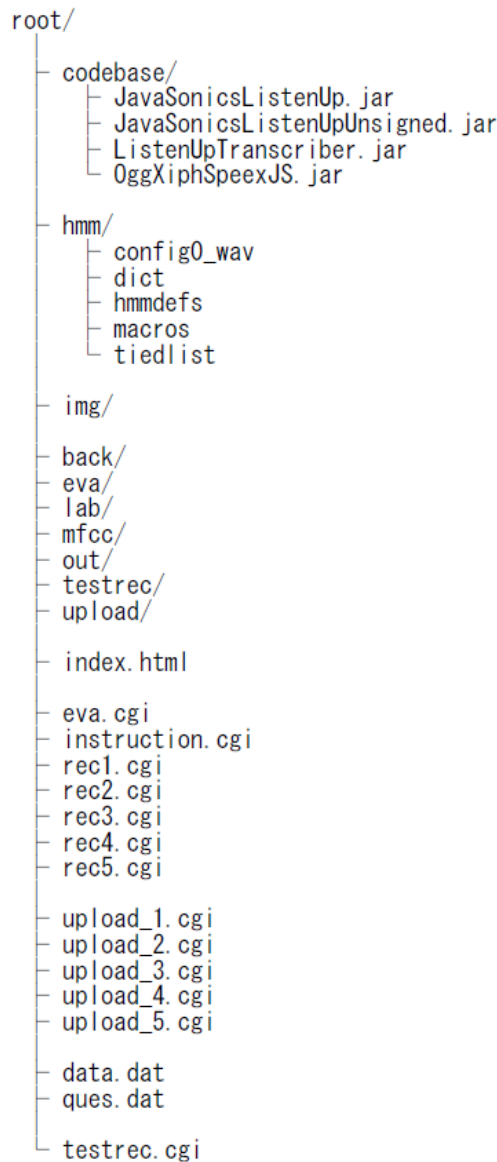 root/
codebase/
JavaSonicsListenUp.jar
JavaSonicsListenUpUnsigned.jar
ListenUpTranscriber.jar
OggXiphSpeexJS.jar
hmm/
config0_wav
dict
hmmdefs
macros
tiedlist
img/
back/
eva/
lab/
mfcc/
out/
testrec/
upload/
index.html
eva.cgi
instruction.cgi
rec1.cgi
rec2.cgi
rec3.cgi
rec4.cgi
rec5.cgi
upload_1.cgi
upload_2.cgi
upload_3.cgi
upload_4.cgi
upload_5.cgi
data.dat
ques.dat
testrec.cgi